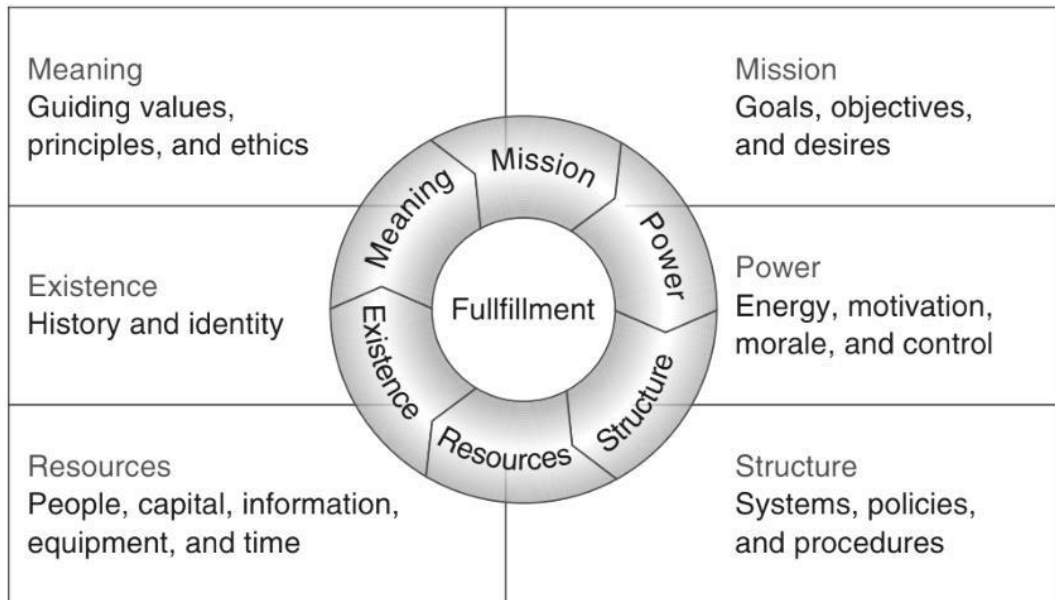 Meaning
Guiding values,
principles, and ethics
Mission
Goals, objectives,
and desires
Existence
History and identity
Power
Energy, motivation,
morale, and control
Resources
People, capital, information,
equipment, and time
Structure
Systems, policies,
and procedures
Mission
Power
Structure
Resources
Existence
Meaning
Fullfillment